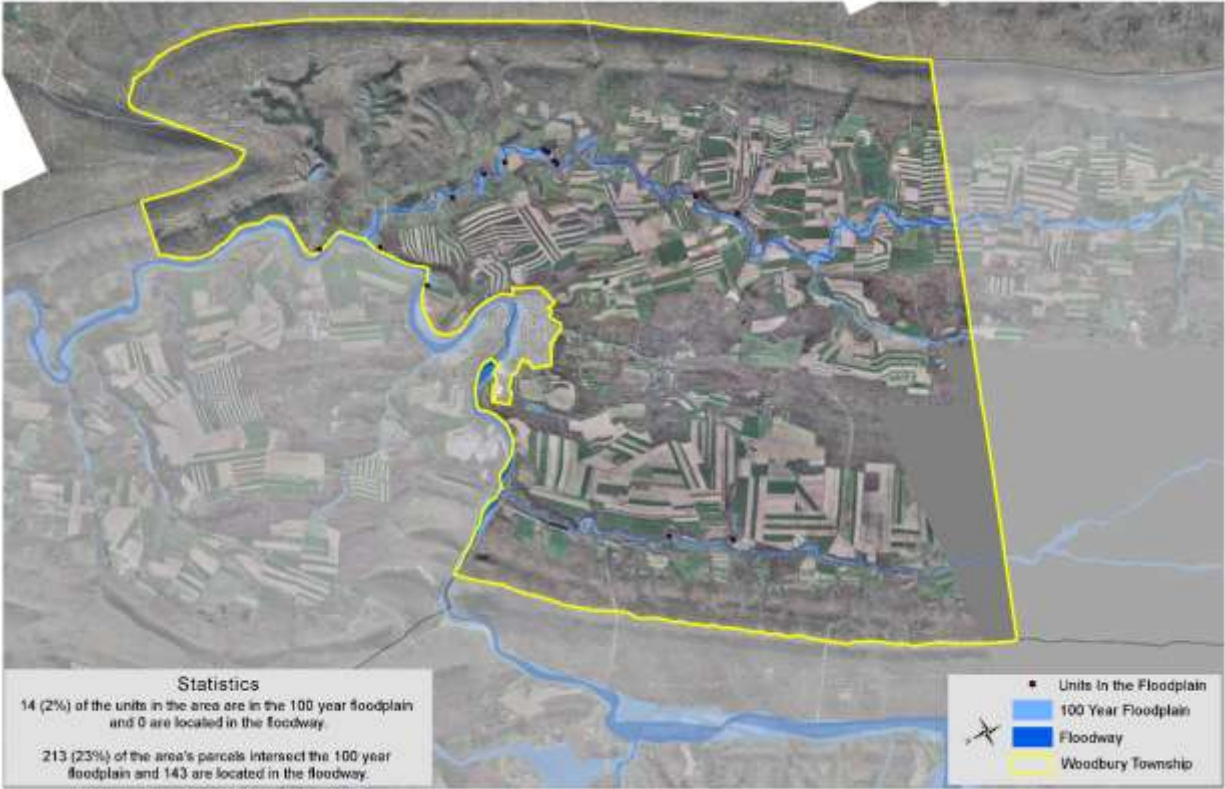 Statistics
14 (2%) of the units in the area are in the 100 year floodplain
and 0 are located in the floodway.
213 (23%) of the area's parcels intersect the 100 year
floodplain and 143 are located in the floodway.
Units In the Floodplain
100 Year Floodplain
Floodway
Woodbury Township